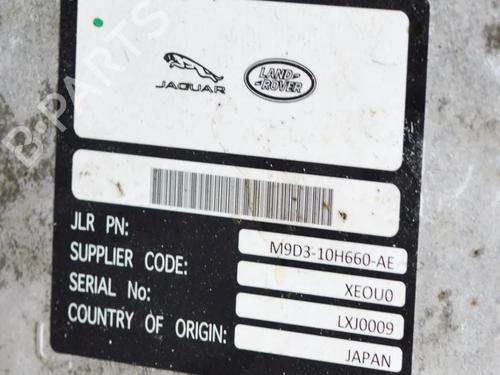 JAGUAR
LAND
ROVER
B-PARTS
JLR PN: M9D3-10H660-AE
SUPPLIER CODE: XEOU0
SERIAL No: LXJ0009
COUNTRY OF ORIGIN: JAPAN